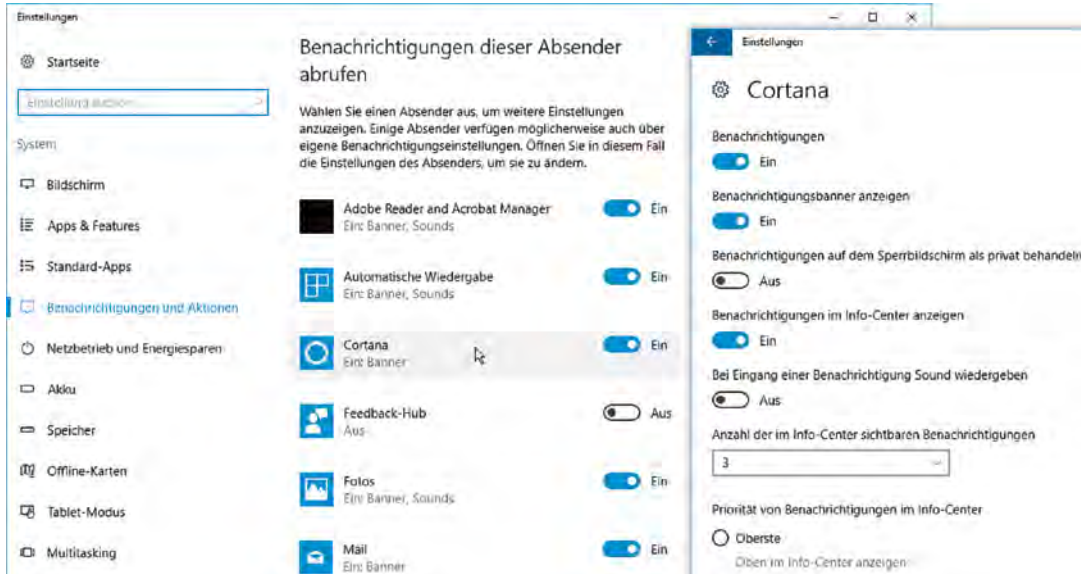 Einstellungen
Startseite
Einstellung suchen
System
Bildschirm
Apps & Features
Standard-Apps
Benachrichtigungen und Aktionen
Netzbetrieb und Energiesparen
Akku
Speicher
Offline-Karten
Tablet-Modus
Multitasking
Benachrichtigungen dieser Absender
abrufen
Wählen Sie einen Absender aus, um weitere Einstellungen
anzuzeigen. Einige Absender verfügen möglicherweise auch über
eigene Benachrichtigungseinstellungen. Öffnen Sie in diesem Fall
die Einstellungen des Absenders, um sie zu ändern.
Adobe Reader and Acrobat Manager Ein
Ein: Banner, Sounds
Automatische Wiedergabe Ein
Ein: Banner, Sounds
Cortana Ein
Ein: Banner
Feedback-Hub Aus
Aus
Fotos Ein
Ein: Banner, Sounds
Mail Ein
Ein: Banner
Einstellungen
Cortana
Benachrichtigungen
Ein
Benachrichtigungsbanner anzeigen
Ein
Benachrichtigungen auf dem Sperrbildschirm als privat behandeln
Aus
Benachrichtigungen im Info-Center anzeigen
Ein
Bei Eingang einer Benachrichtigung Sound wiedergeben
Aus
Anzahl der im Info-Center sichtbaren Benachrichtigungen
3
Priorität von Benachrichtigungen im Info-Center
Oberste
Oben im Info-Center anzeigen